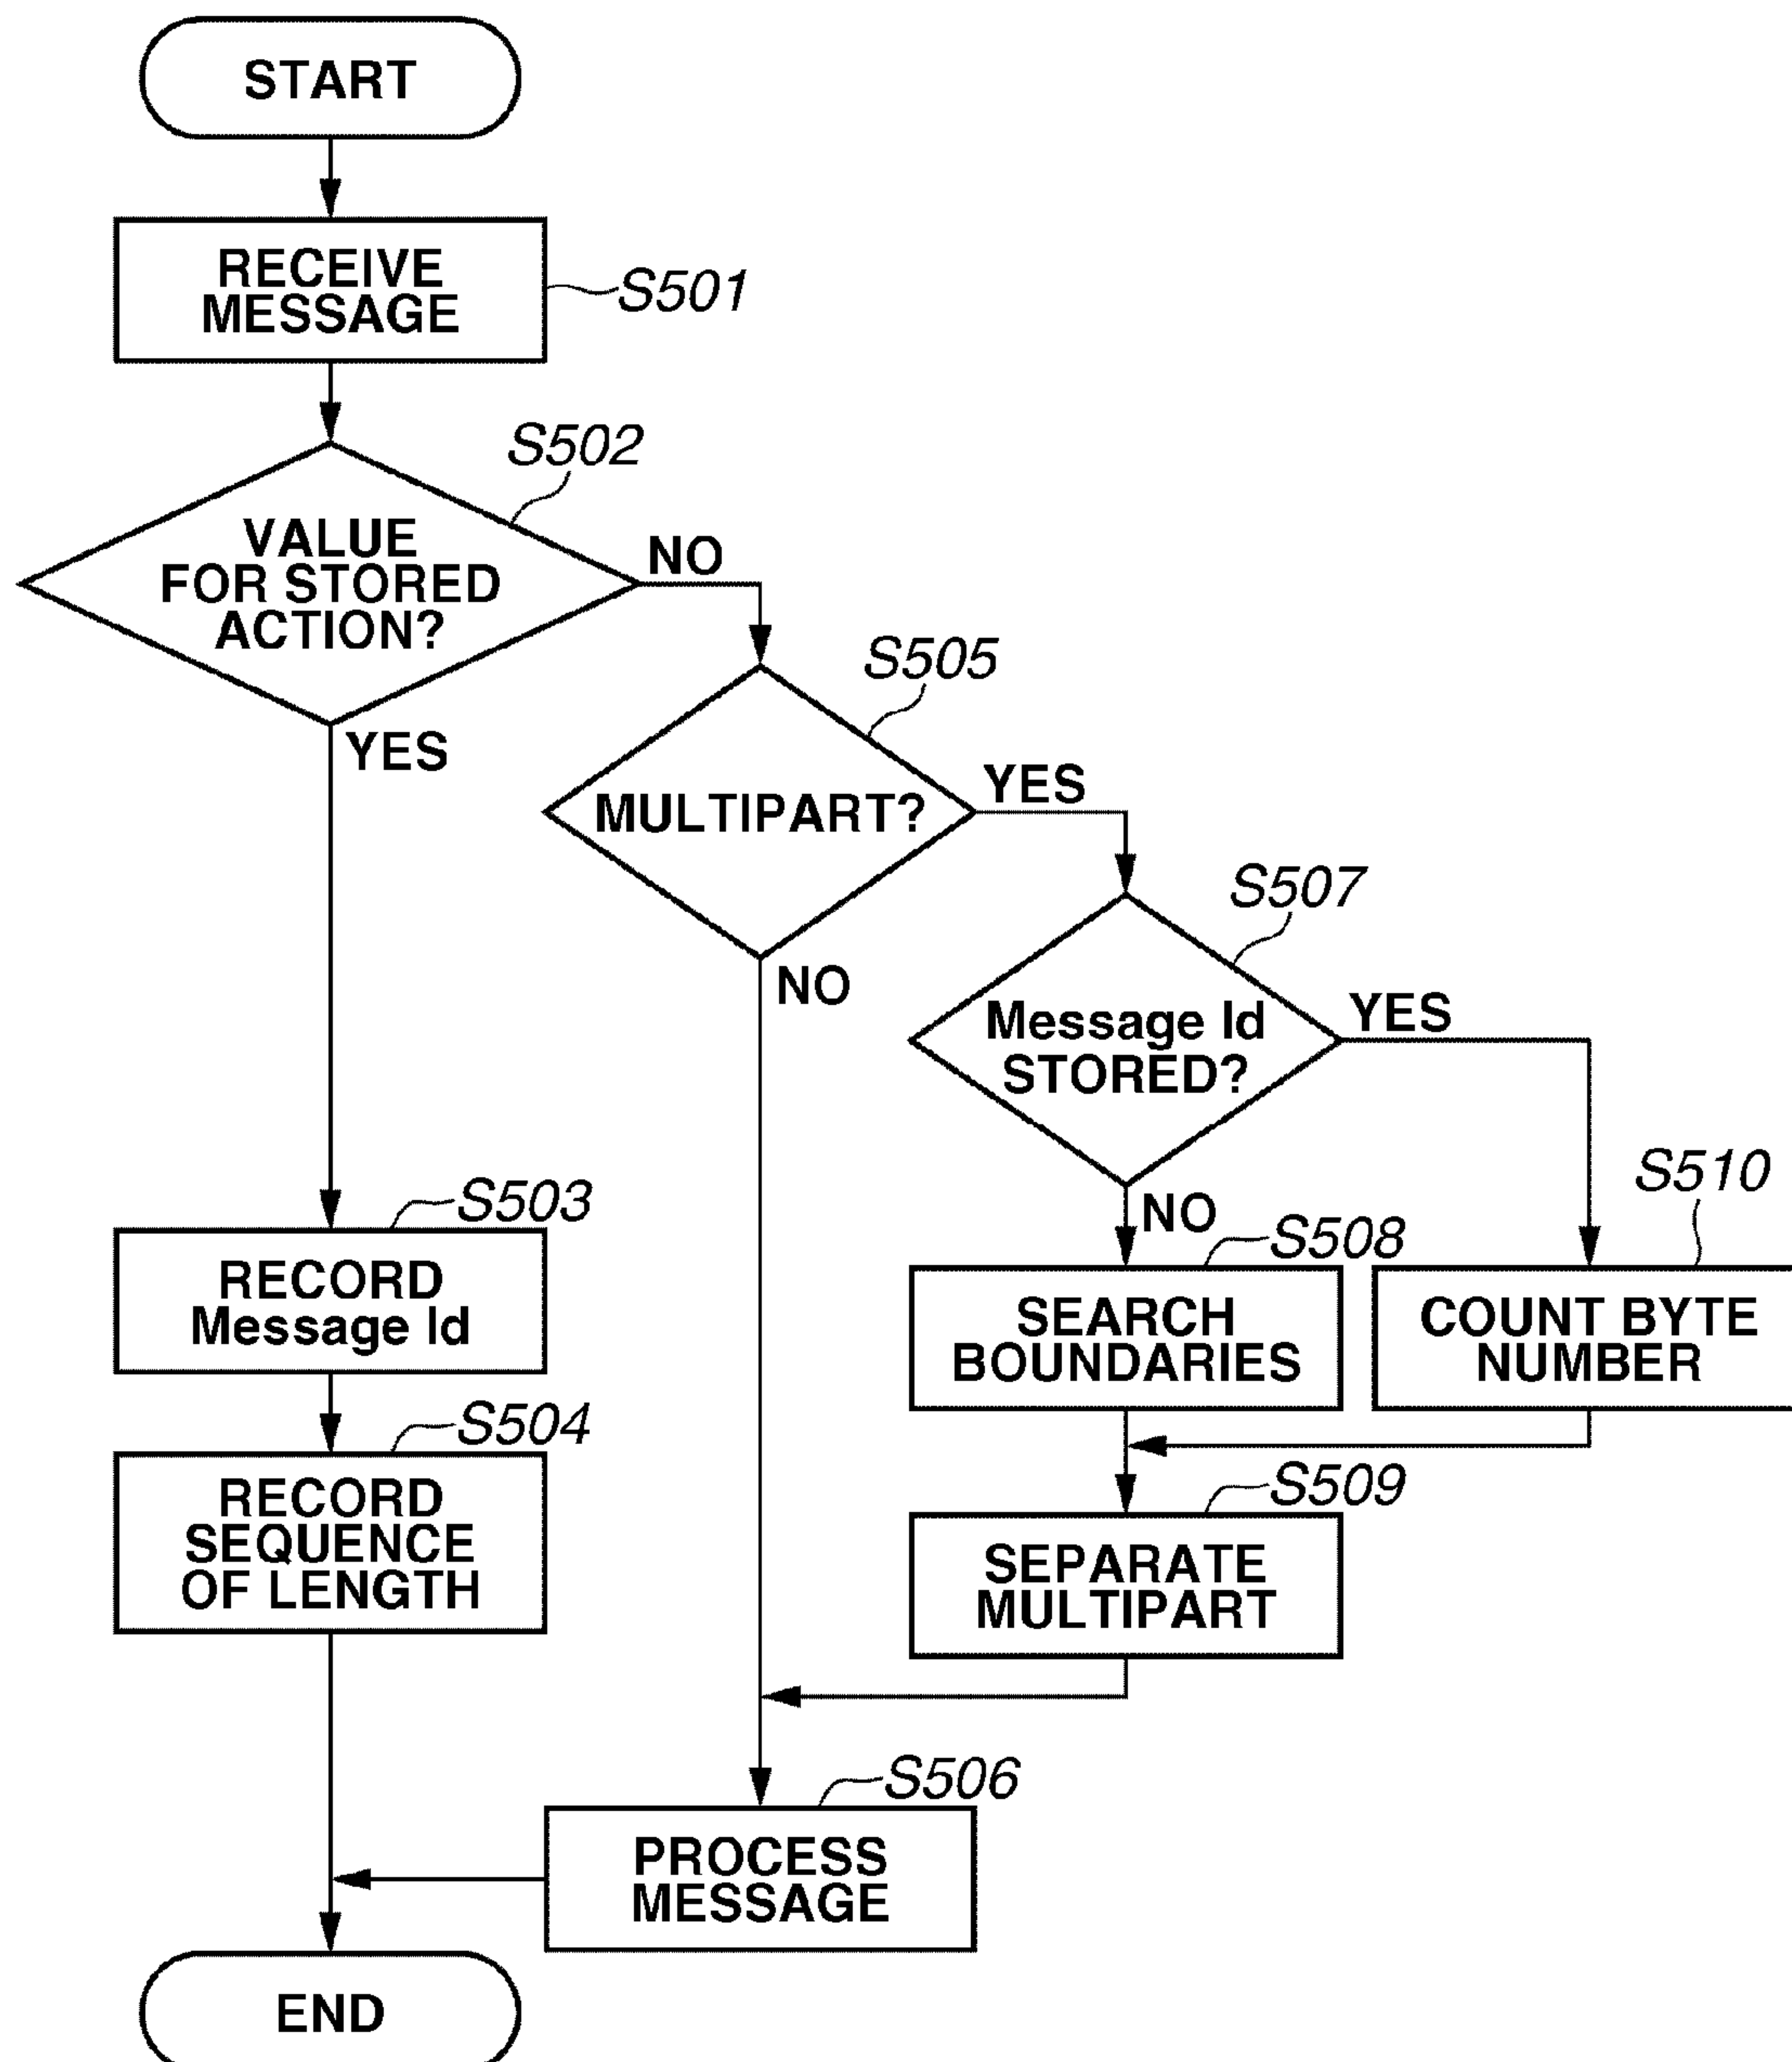 START
RECEIVE
MESSAGE
S501
S502
VALUE
FOR STORED
ACTION?
NO
YES
S505
MULTIPART?
YES
NO
S507
Message Id
STORED?
YES
NO
S503
RECORD
Message Id
S508
SEARCH
BOUNDARIES
S510
COUNT BYTE
NUMBER
S504
RECORD
SEQUENCE
OF LENGTH
S509
SEPARATE
MULTIPART
S506
PROCESS
MESSAGE
END